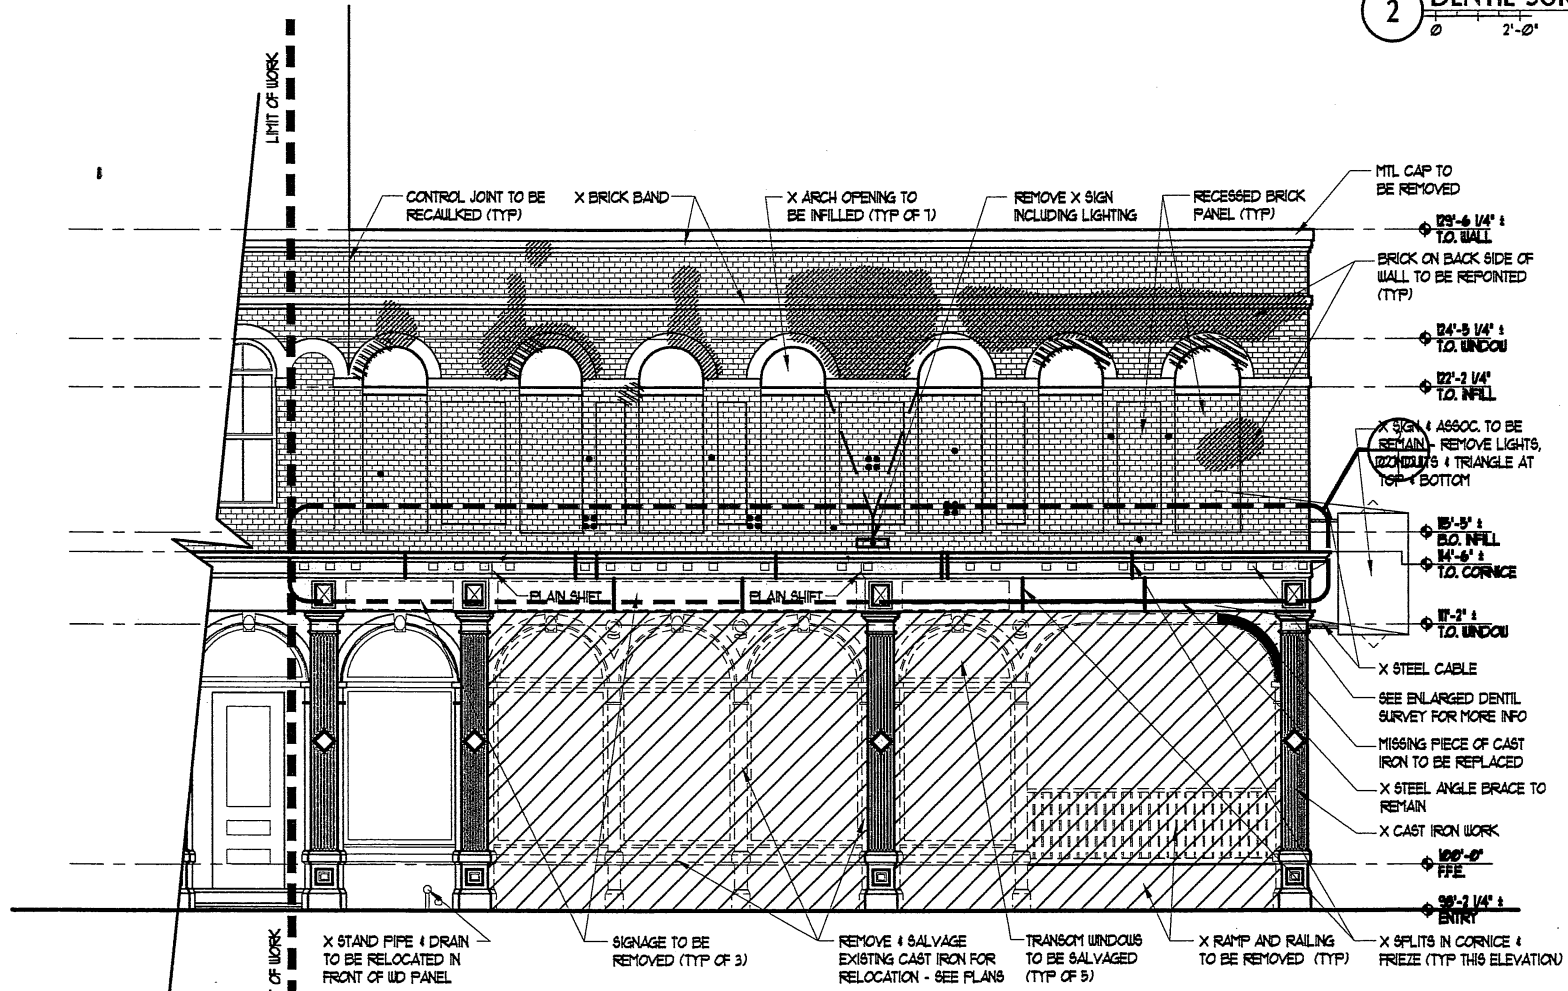 2
Ø 2'-Ø"
LIMIT OF WORK
CONTROL JOINT TO BE
RECAULKED (TYP)
X BRICK BAND
X ARCH OPENING TO
BE INFILLED (TYP OF 7)
REMOVE X SIGN
INCLUDING LIGHTING
RECESSED BRICK
PANEL (TYP)
MTL CAP TO
BE REMOVED
129'-6 1/4" ±
T.O. WALL
BRICK ON BACK SIDE OF
WALL TO BE REPOINTED
(TYP)
124'-5 1/4" ±
T.O. WINDOW
122'-2 1/4"
T.O. INFILL
X SIGN & ASSOC. TO BE
REMAIN - REMOVE LIGHTS,
CONDUITS & TRIANGLE AT
TOP & BOTTOM
115'-5" ±
B.O. INFILL
114'-6" ±
T.O. CORNICE
PLAIN SHIFT
PLAIN SHIFT
111'-2" ±
T.O. WINDOW
X STEEL CABLE
SEE ENLARGED DENTIL
SURVEY FOR MORE INFO
MISSING PIECE OF CAST
IRON TO BE REPLACED
X STEEL ANGLE BRACE TO
REMAIN
X CAST IRON WORK
100'-0"
F.F.E.
98'-2 1/4" ±
ENTRY
X STAND PIPE & DRAIN
TO BE RELOCATED IN
FRONT OF WD PANEL
SIGNAGE TO BE
REMOVED (TYP OF 3)
REMOVE & SALVAGE
EXISTING CAST IRON FOR
RELOCATION - SEE PLANS
TRANSOM WINDOWS
TO BE SALVAGED
(TYP OF 5)
X RAMP AND RAILING
TO BE REMOVED (TYP)
X SPLITS IN CORNICE &
FRIEZE (TYP THIS ELEVATION)
OF WORK